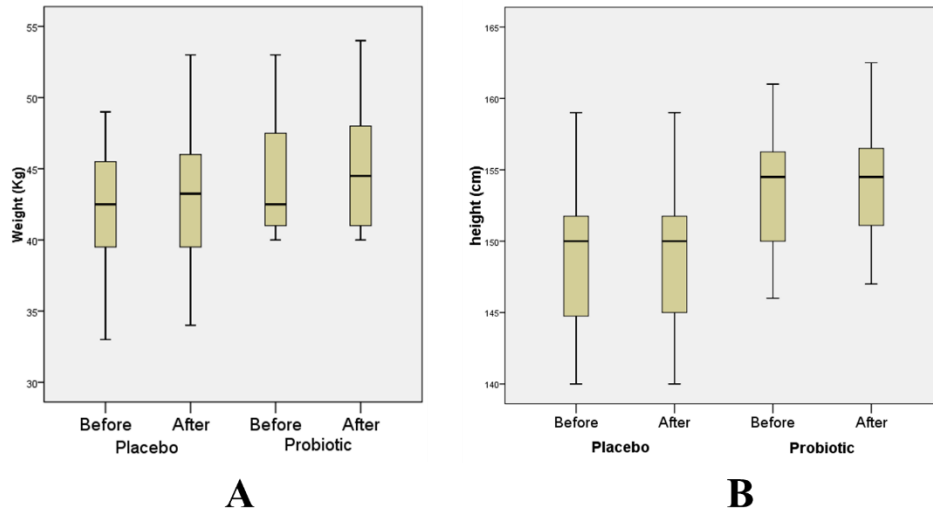 55
50
45
40
35
30
Weight (Kg)
Before After Before After
Placebo Probiotic
A
165
160
155
150
145
140
height (cm)
Before After Before After
Placebo Probiotic
B